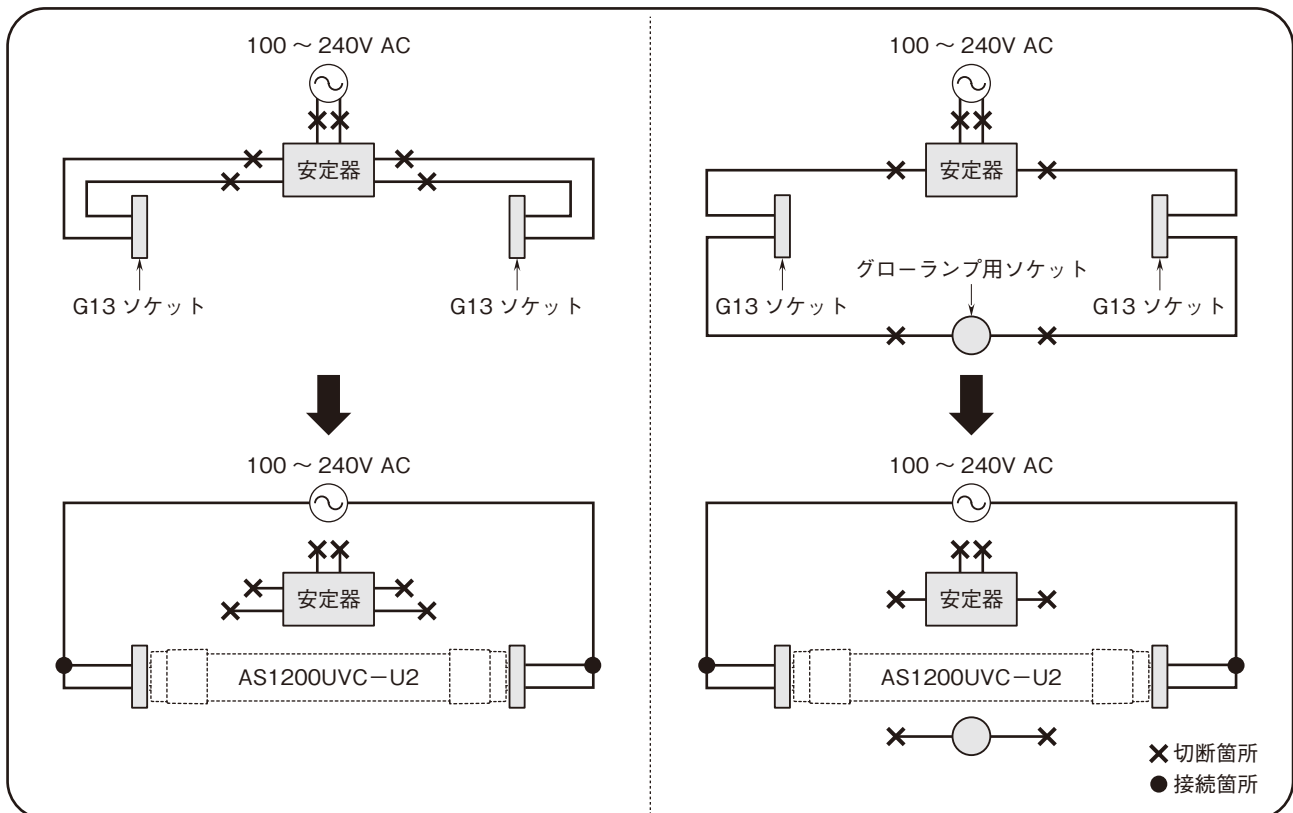 100 ～ 240V AC
安定器
G13 ソケット
G13 ソケット
100 ～ 240V AC
安定器
AS1200UVC－U2
100 ～ 240V AC
安定器
グローランプ用ソケット
G13 ソケット
G13 ソケット
100 ～ 240V AC
安定器
AS1200UVC－U2
切断箇所
接続箇所